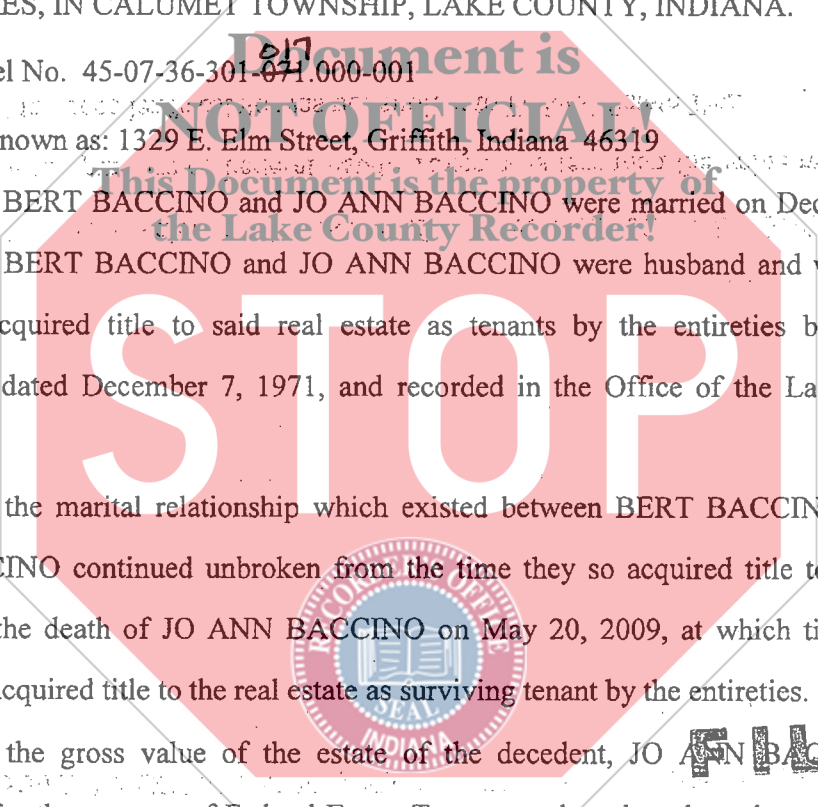 ES, IN CALUMET TOWNSHIP, LAKE COUNTY, INDIANA.
Document is
017
el No. 45-07-36-301-071.000-001
NOT OFFICIAL!
nown as: 1329 E. Elm Street, Griffith, Indiana 46319
This Document is the property of
BERT BACCINO and JO ANN BACCINO were married on Dec
the Lake County Recorder!
BERT BACCINO and JO ANN BACCINO were husband and
cquired title to said real estate as tenants by the entireties b
dated December 7, 1971, and recorded in the Office of the La
STOP
the marital relationship which existed between BERT BACCIN
CINO continued unbroken from the time they so acquired title t
the death of JO ANN BACCINO on May 20, 2009, at which ti
acquired title to the real estate as surviving tenant by the entireties.
RECORDER'S OFFICE
SEAL
INDIANA
the gross value of the estate of the decedent, JO ANN BAC
FIL